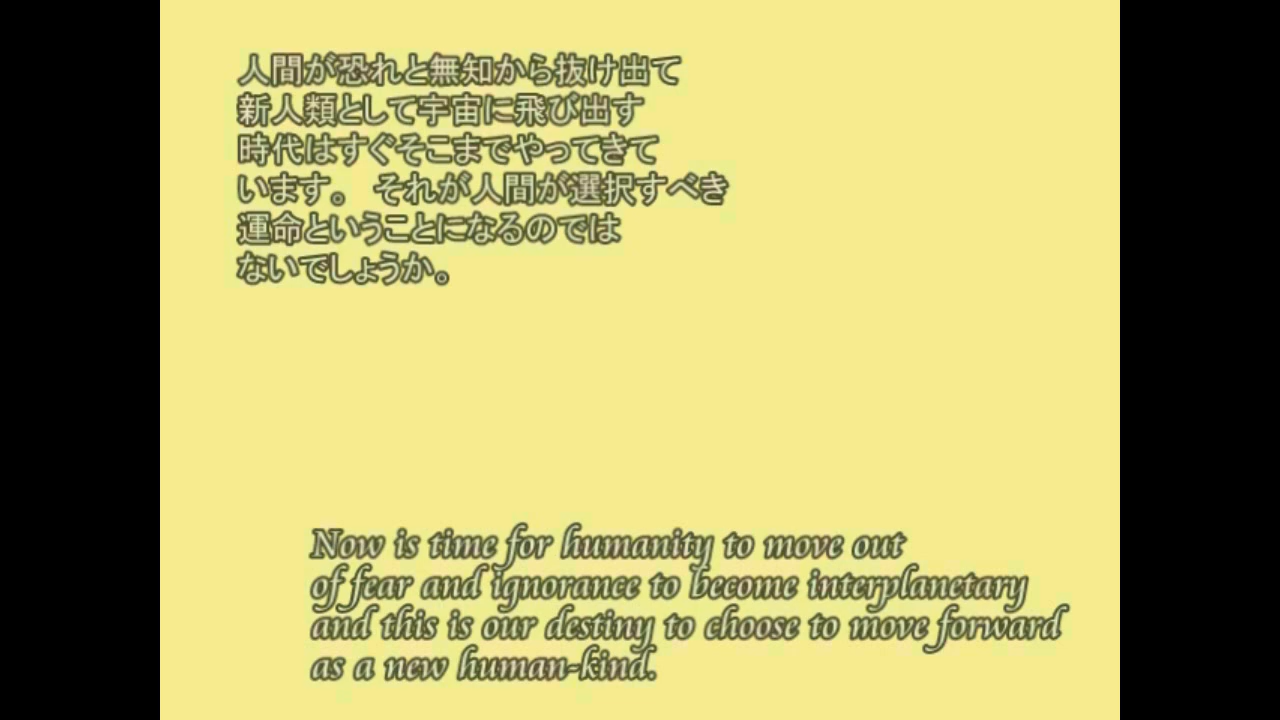 人間が恐れと無知から抜け出て
新人類として宇宙に飛び出す
時代はすぐそこまでやってきて
います。 それが人間が選択すべき
運命ということになるのでは
ないでしょうか。
Now is time for humanity to move out
of fear and ignorance to become interplanetary
and this is our destiny to choose to move forward
as a new human-kind.